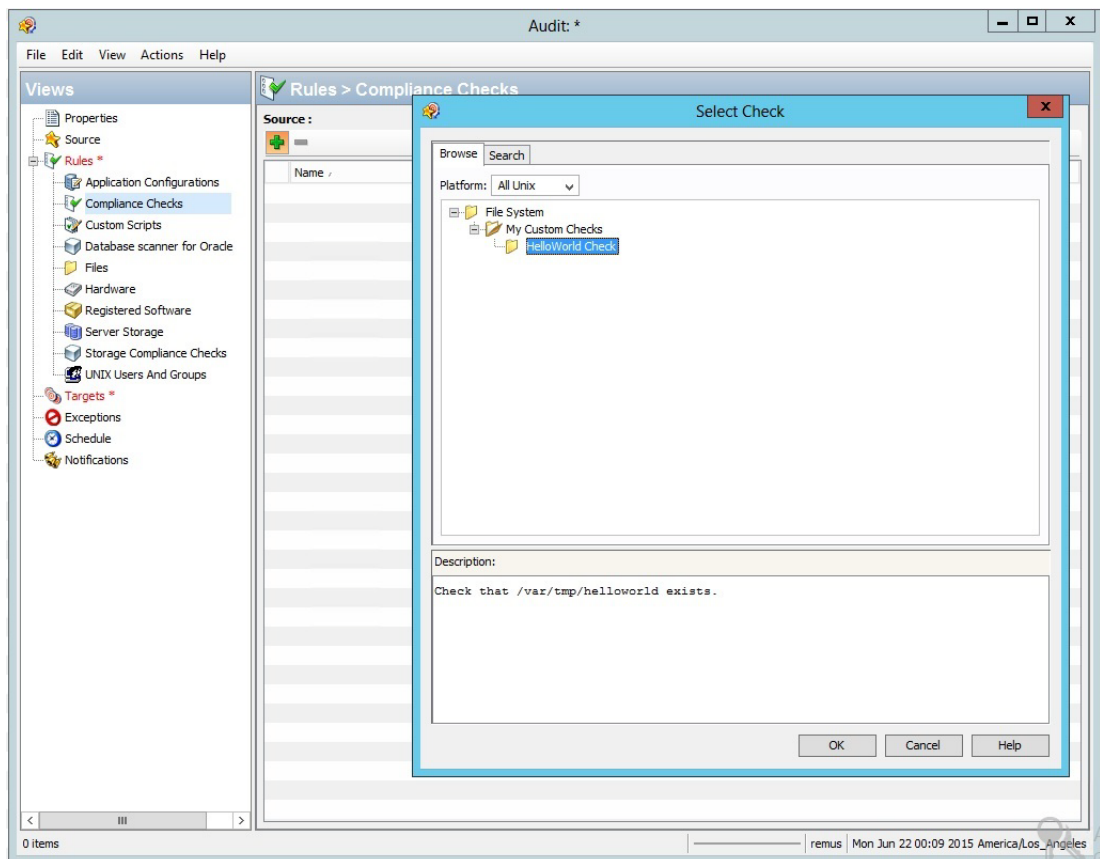 Audit: *
File Edit View Actions Help
Views
Properties
Source
Rules *
Application Configurations
Compliance Checks
Custom Scripts
Database scanner for Oracle
Files
Hardware
Registered Software
Server Storage
Storage Compliance Checks
UNIX Users And Groups
Targets *
Exceptions
Schedule
Notifications
Rules > Compliance Checks
Source :
Name
Select Check
Browse Search
Platform: All Unix
File System
My Custom Checks
HelloWorld Check
Description:
Check that /var/tmp/helloworld exists.
OK Cancel Help
0 items
remus Mon Jun 22 00:09 2015 America/Los_Angeles